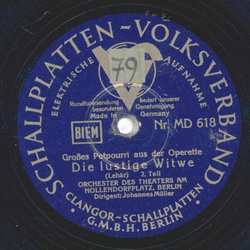 SCHALLPLATTEN-VOLKSVERBAND
ELEKTRISCHE AUFNAHME
79
Rundfunksendung bedarf unserer
besonderen Genehmigung
Made in Germany
BIEM
Nr. MD 618
Großes Potpourri aus der Operette
Die lustige Witwe
(Lehár) 2. Teil
ORCHESTER DES THEATERS AM
NOLLENDORFPLATZ, BERLIN
Dirigent: Johannes Müller
CLANGOR-SCHALLPLATTEN
G.M.B.H. BERLIN